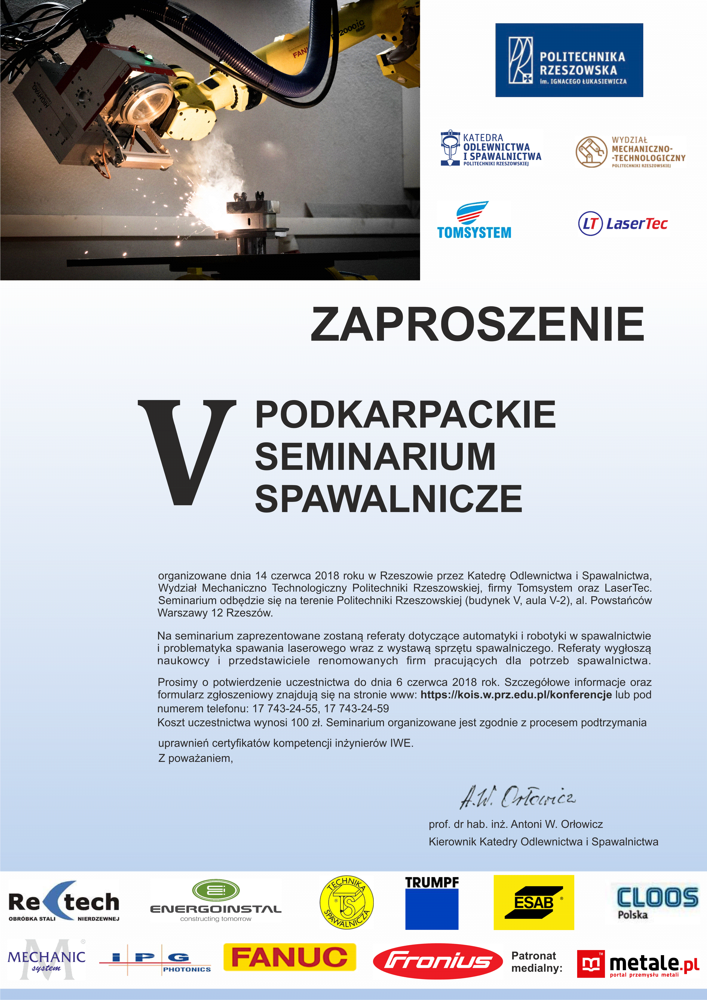 FANUC
R-2000iC
165F
HIGHYAG
POLITECHNIKA
RZESZOWSKA
im. IGNACEGO ŁUKASIEWICZA
KATEDRA
ODLEWNICTWA
I SPAWALNICTWA
POLITECHNIKI RZESZOWSKIEJ
WYDZIAŁ
MECHANICZNO-
-TECHNOLOGICZNY
POLITECHNIKI RZESZOWSKIEJ
TOMSYSTEM
LT LaserTec
ZAPROSZENIE
V PODKARPACKIE
SEMINARIUM
SPAWALNICZE
organizowane dnia 14 czerwca 2018 roku w Rzeszowie przez Katedrę Odlewnictwa i Spawalnictwa,
Wydział Mechaniczno Technologiczny Politechniki Rzeszowskiej, firmy Tomsystem oraz LaserTec.
Seminarium odbędzie się na terenie Politechniki Rzeszowskiej (budynek V, aula V-2), al. Powstańców
Warszawy 12 Rzeszów.
Na seminarium zaprezentowane zostaną referaty dotyczące automatyki i robotyki w spawalnictwie
i problematyka spawania laserowego wraz z wystawą sprzętu spawalniczego. Referaty wygłoszą
naukowcy i przedstawiciele renomowanych firm pracujących dla potrzeb spawalnictwa.
Prosimy o potwierdzenie uczestnictwa do dnia 6 czerwca 2018 rok. Szczegółowe informacje oraz
formularz zgłoszeniowy znajdują się na stronie www: https://kois.w.prz.edu.pl/konferencje lub pod
numerem telefonu: 17 743-24-55, 17 743-24-59
Koszt uczestnictwa wynosi 100 zł. Seminarium organizowane jest zgodnie z procesem podtrzymania
uprawnień certyfikatów kompetencji inżynierów IWE.
Z poważaniem,
A.W. Orłowicz
prof. dr hab. inż. Antoni W. Orłowicz
Kierownik Katedry Odlewnictwa i Spawalnictwa
Re tech
OBRÓBKA STALI NIERDZEWNEJ
ENERGOINSTAL
constructing tomorrow
TECHNIKA
TS ®
SPAWALNICZA
TRUMPF
ESAB ®
CLOOS
Polska
M ®
MECHANIC
system
IPG
PHOTONICS
FANUC
Fronius
Patronat
medialny:
m ™
metale.pl
portal przemysłu metali